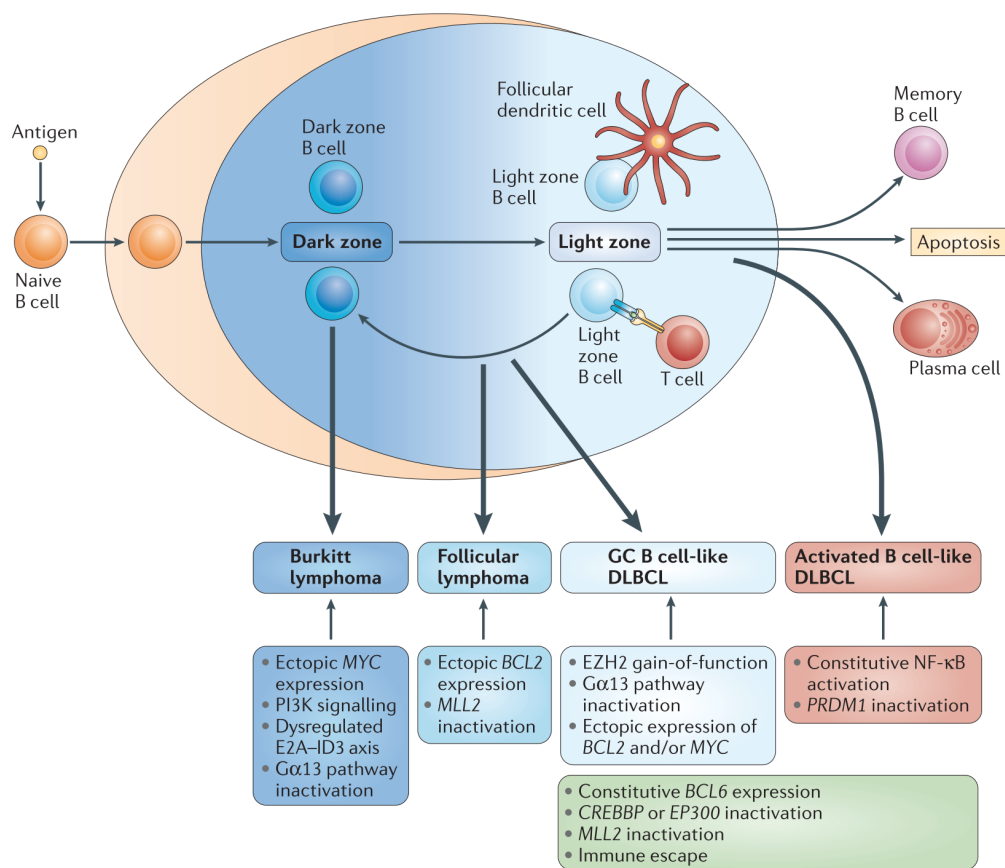 Antigen
Naive
B cell
Dark zone
B cell
Dark zone
Follicular
dendritic cell
Light zone
B cell
Light zone
Light
zone
B cell
T cell
Memory
B cell
Apoptosis
Plasma cell
Burkitt
lymphoma
Follicular
lymphoma
GC B cell-like
DLBCL
Activated B cell-like
DLBCL
• Ectopic MYC
expression
• PI3K signalling
• Dysregulated
E2A–ID3 axis
• Gα13 pathway
inactivation
• Ectopic BCL2
expression
• MLL2
inactivation
• EZH2 gain-of-function
• Gα13 pathway
inactivation
• Ectopic expression of
BCL2 and/or MYC
• Constitutive NF-κB
activation
• PRDM1 inactivation
• Constitutive BCL6 expression
• CREBBP or EP300 inactivation
• MLL2 inactivation
• Immune escape